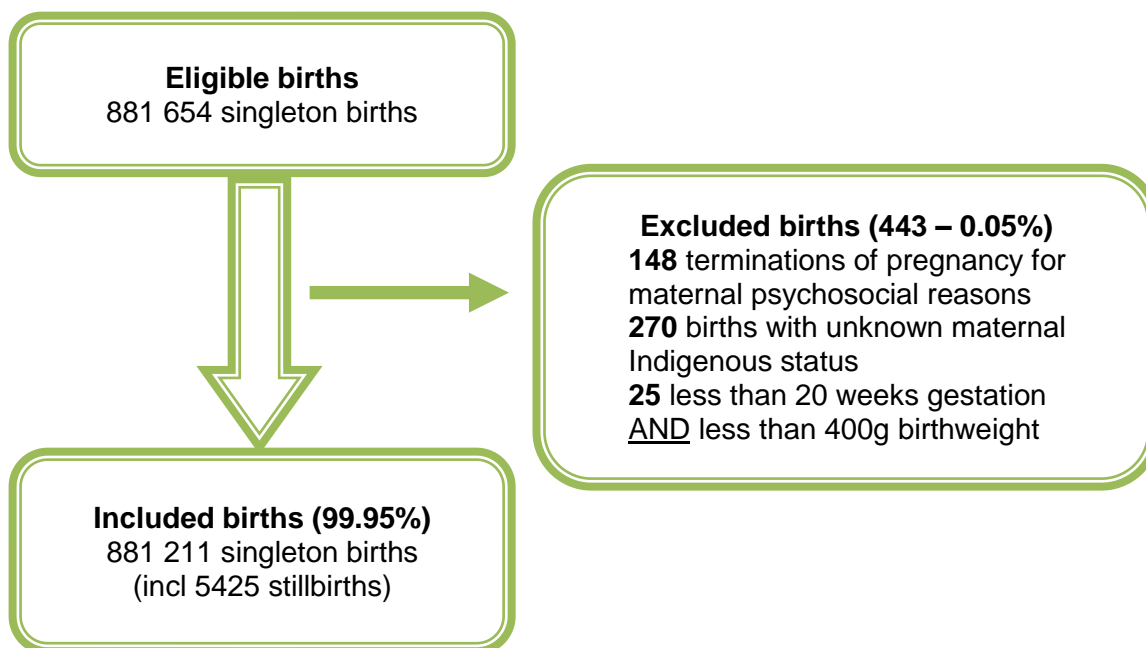 Eligible births
881 654 singleton births
Excluded births (443 – 0.05%)
148 terminations of pregnancy for
maternal psychosocial reasons
270 births with unknown maternal
Indigenous status
25 less than 20 weeks gestation
AND less than 400g birthweight
Included births (99.95%)
881 211 singleton births
(incl 5425 stillbirths)